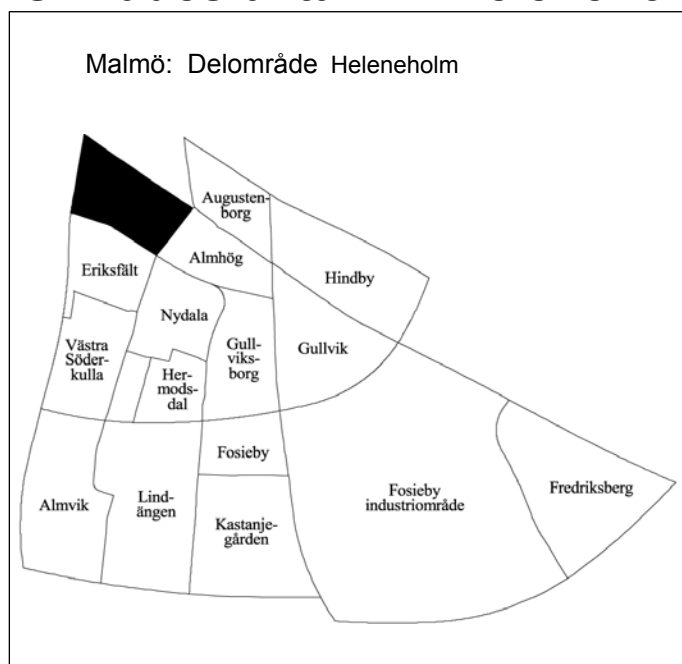 Malmö: Delområde Heleneholm
Augusten-
borg
Almhög
Eriksfält
Hindby
Nydala
Västra
Söder-
kulla
Gull-
viks-
borg
Gullvik
Her-
mods-
dal
Fosieby
Almvik
Lind-
ängen
Fosieby
industriområde
Fredriksberg
Kastanje-
gården